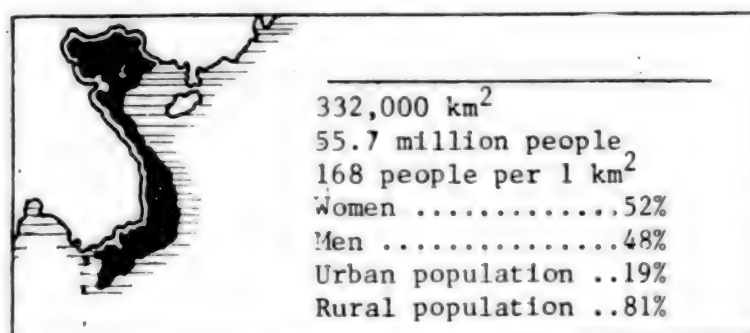 332,000 km²
55.7 million people
168 people per 1 km²
Women .............52%
Men ...............48%
Urban population ..19%
Rural population ..81%